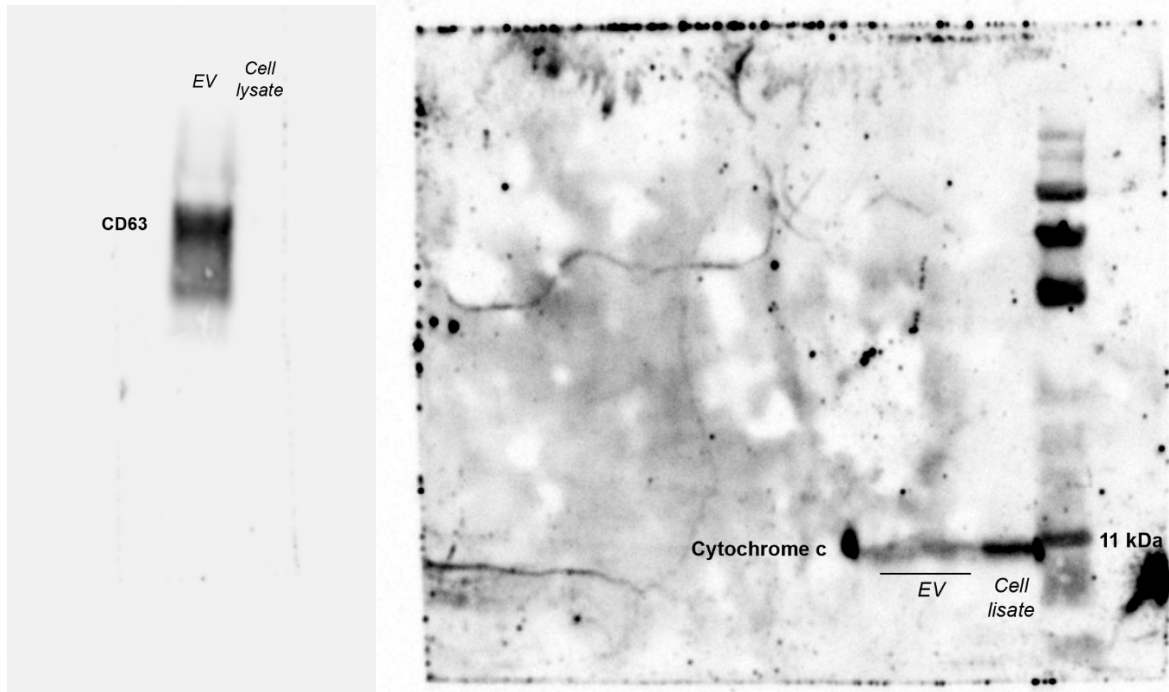 EV
Cell
lysate
CD63
Cytochrome c
11 kDa
EV
Cell
lisate